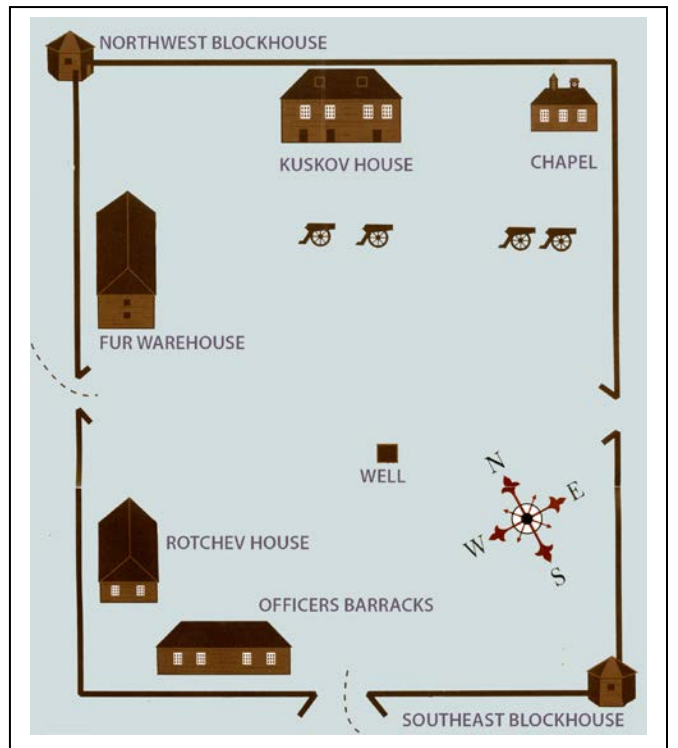 NORTHWEST BLOCKHOUSE
KUSKOV HOUSE
CHAPEL
FUR WAREHOUSE
WELL
N
E
W
S
ROTCHEV HOUSE
OFFICERS BARRACKS
SOUTHEAST BLOCKHOUSE